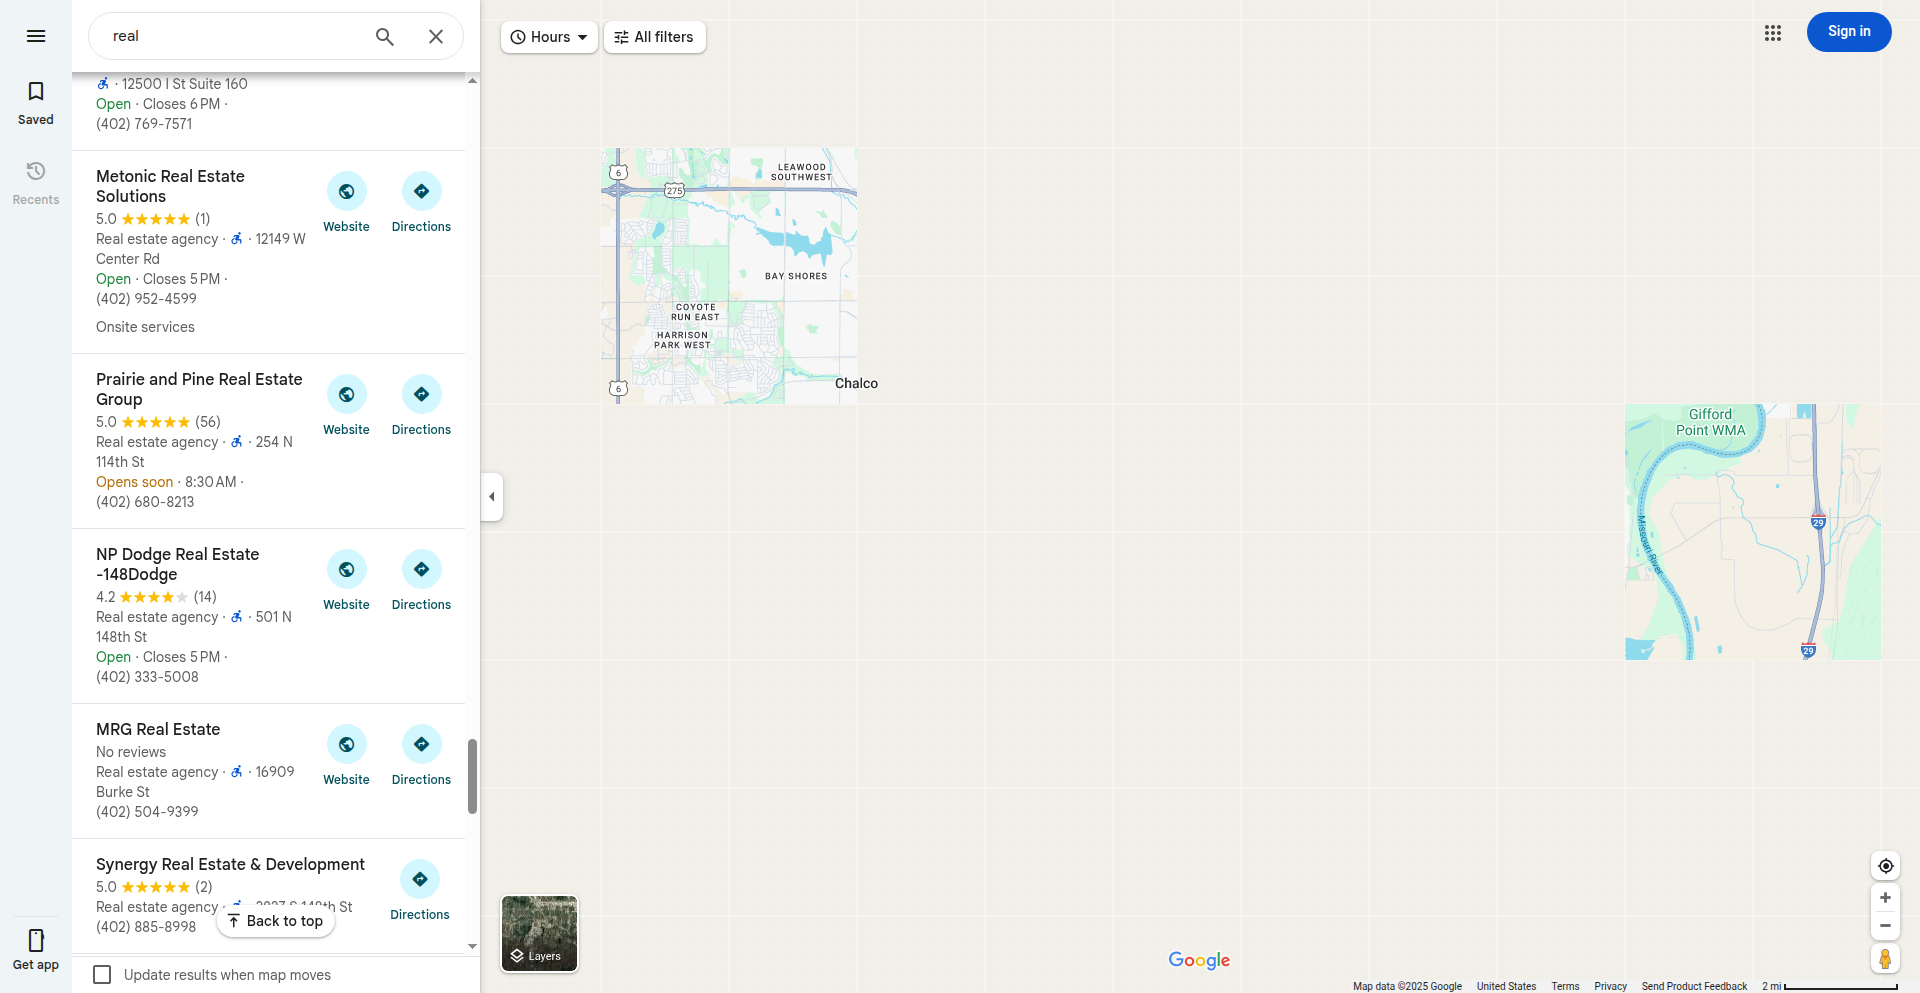 real
Hours
All filters
Sign in
Saved
Recents
Get app
· 12500 I St Suite 160
Open · Closes 6 PM ·
(402) 769-7571
Metonic Real Estate
Solutions
5.0 (1)
Real estate agency · · 12149 W
Center Rd
Open · Closes 5 PM ·
(402) 952-4599
Onsite services
Website
Directions
Prairie and Pine Real Estate
Group
5.0 (56)
Real estate agency · · 254 N
114th St
Opens soon · 8:30 AM ·
(402) 680-8213
Website
Directions
NP Dodge Real Estate
-148Dodge
4.2 (14)
Real estate agency · · 501 N
148th St
Open · Closes 5 PM ·
(402) 333-5008
Website
Directions
MRG Real Estate
No reviews
Real estate agency · · 16909
Burke St
(402) 504-9399
Website
Directions
Synergy Real Estate & Development
5.0 (2)
Real estate agency · St
(402) 885-8998
Directions
Back to top
Update results when map moves
6
275
LEAWOOD
SOUTHWEST
BAY SHORES
COYOTE
RUN EAST
HARRISON
PARK WEST
Chalco
6
Gifford
Point WMA
29
Missouri River
29
Layers
Google
Map data ©2025 Google
United States
Terms
Privacy
Send Product Feedback
2 mi